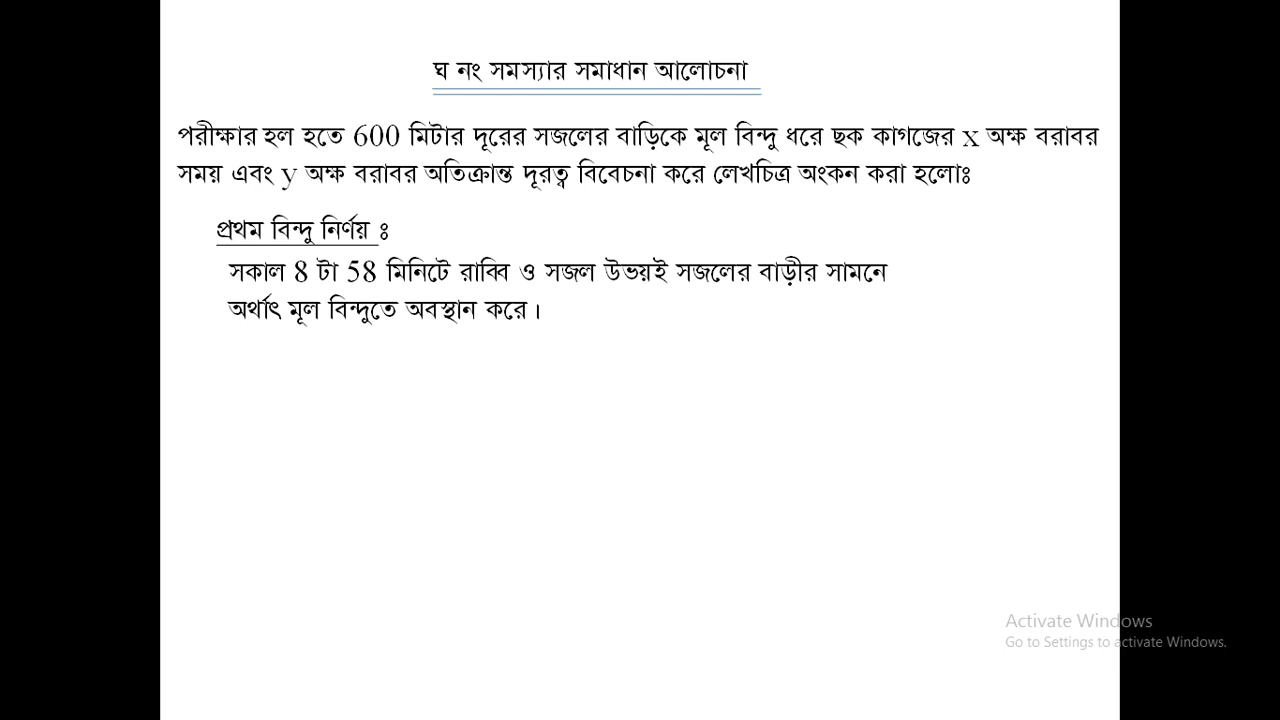 ঘ নং সমস্যার সমাধান আলোচনা
পরীক্ষার হল হতে 600 মিটার দূরের সজলের বাড়িকে মূল বিন্দু ধরে ছক কাগজের x অক্ষ বরাবর
সময় এবং y অক্ষ বরাবর অতিক্রান্ত দূরত্ব বিবেচনা করে লেখচিত্র অংকন করা হলোঃ
প্রথম বিন্দু নির্ণয় ঃ
সকাল 8 টা 58 মিনিটে রাব্বি ও সজল উভয়ই সজলের বাড়ীর সামনে
অর্থাৎ মূল বিন্দুতে অবস্থান করে।
Activate Windows
Go to Settings to activate Windows.